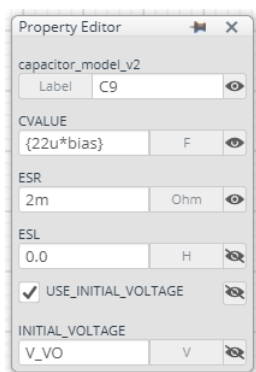 Property Editor
capacitor_model_v2
Label C9
CVALUE
{22u*bias} F
ESR
2m Ohm
ESL
0.0 H
USE_INITIAL_VOLTAGE
INITIAL_VOLTAGE
V_VO V